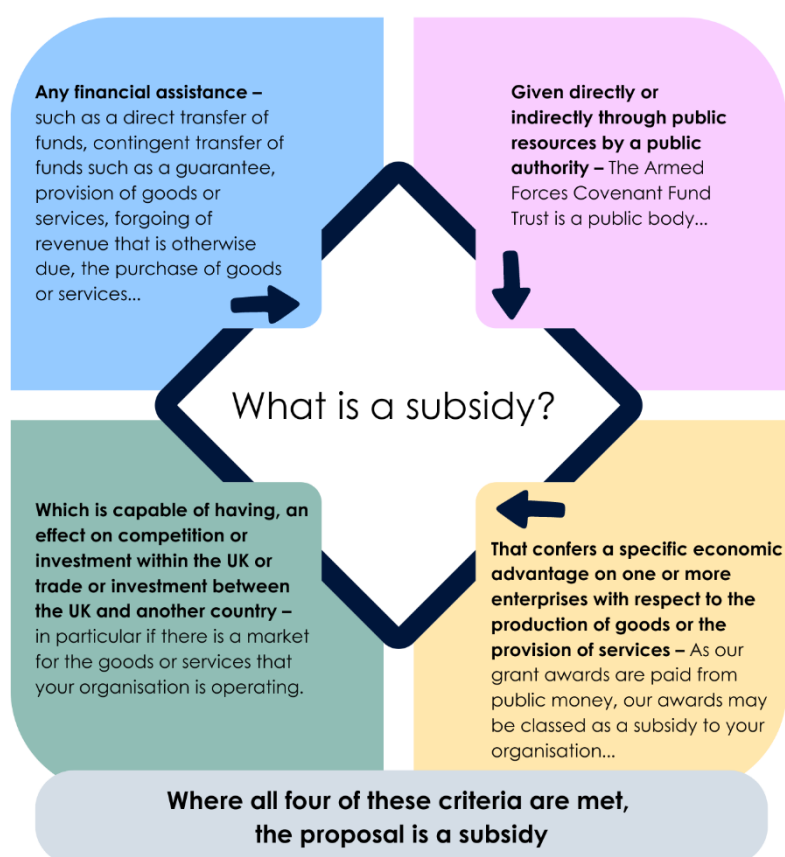 Any financial assistance –
such as a direct transfer of
funds, contingent transfer of
funds such as a guarantee,
provision of goods or
services, forgoing of
revenue that is otherwise
due, the purchase of goods
or services...
Given directly or
indirectly through public
resources by a public
authority – The Armed
Forces Covenant Fund
Trust is a public body...
What is a subsidy?
Which is capable of having, an
effect on competition or
investment within the UK or
trade or investment between
the UK and another country –
in particular if there is a market
for the goods or services that
your organisation is operating.
That confers a specific economic
advantage on one or more
enterprises with respect to the
production of goods or the
provision of services – As our
grant awards are paid from
public money, our awards may
be classed as a subsidy to your
organisation...
Where all four of these criteria are met,
the proposal is a subsidy